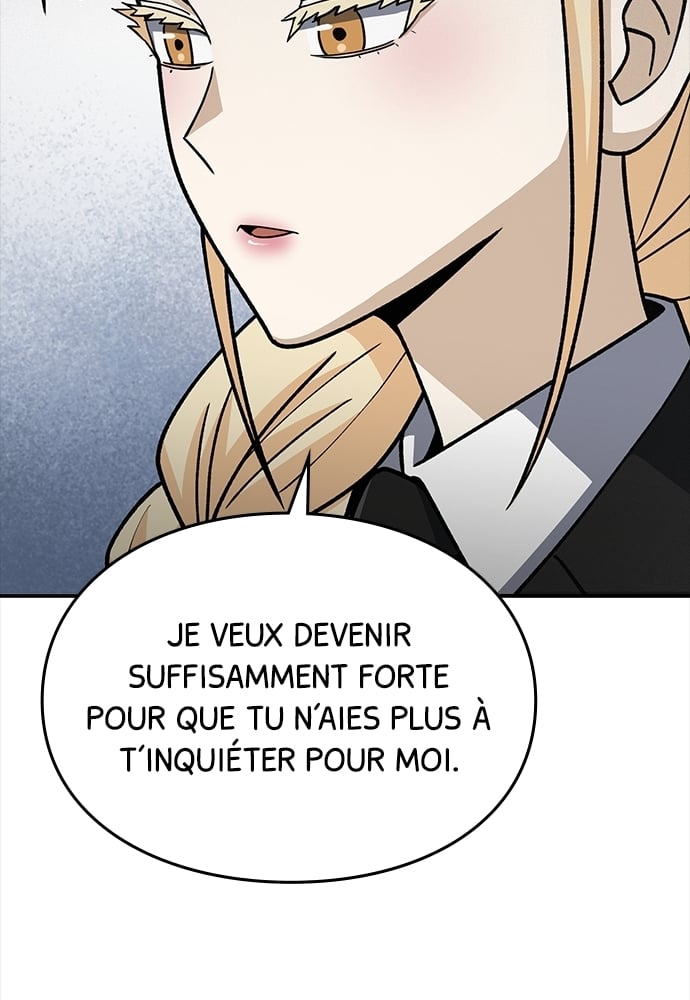 JE VEUX DEVENIR
SUFFISAMMENT FORTE
POUR QUE TU N'AIES PLUS À
T'INQUIÉTER POUR MOI.